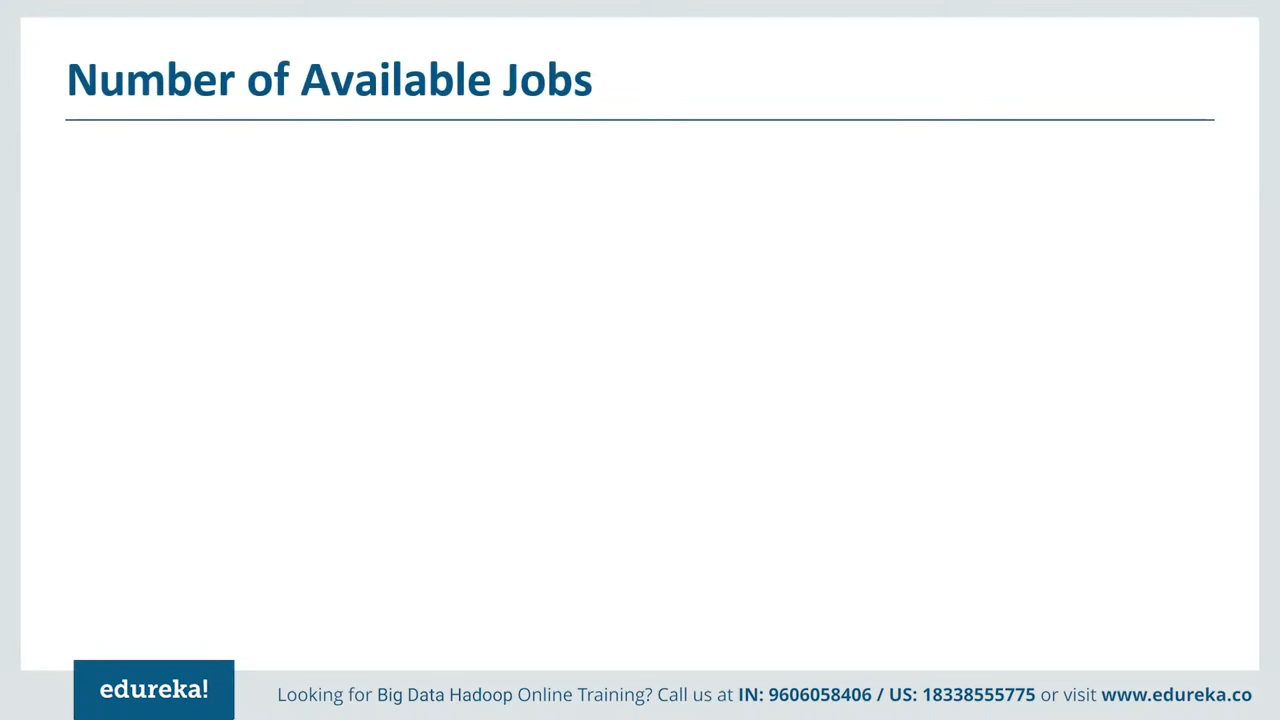 Number of Available Jobs
edureka!
Looking for Big Data Hadoop Online Training? Call us at IN: 9606058406 / US: 18338555775 or visit www.edureka.co